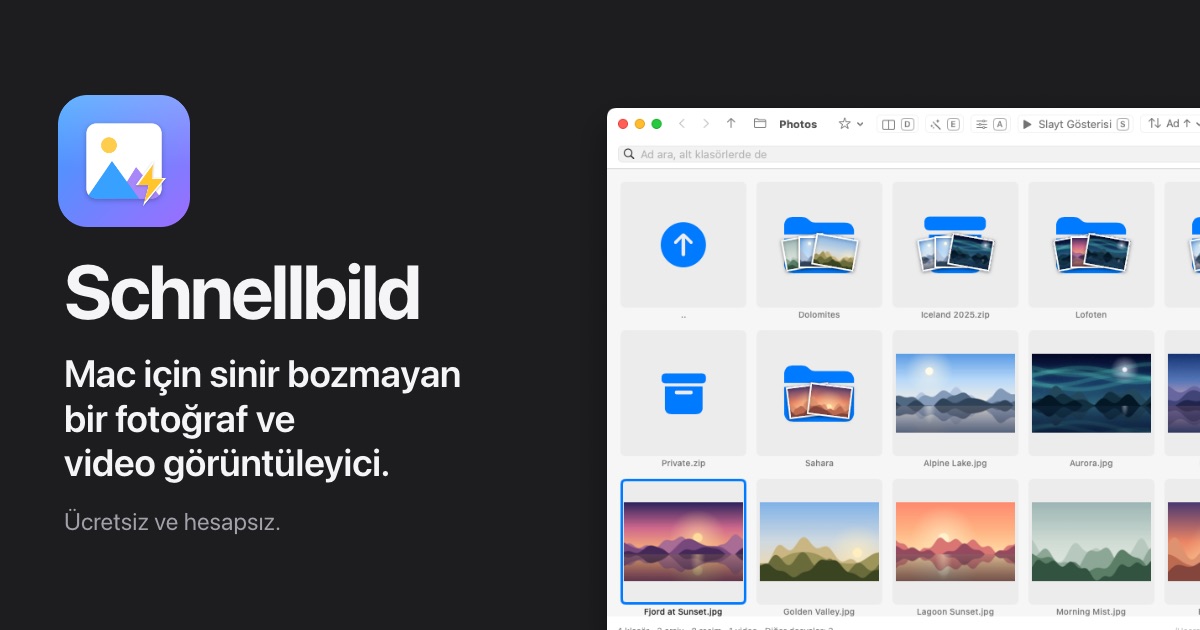 Schnellbild
Mac için sinir bozmayan
bir fotoğraf ve
video görüntüleyici.
Ücretsiz ve hesapsız.
Photos
D
E
A
Slayt Gösterisi S
Ad
Ad ara, alt klasörlerde de
..
Dolomites
Iceland 2025.zip
Lofoten
Private.zip
Sahara
Alpine Lake.jpg
Aurora.jpg
Fjord at Sunset.jpg
Golden Valley.jpg
Lagoon Sunset.jpg
Morning Mist.jpg